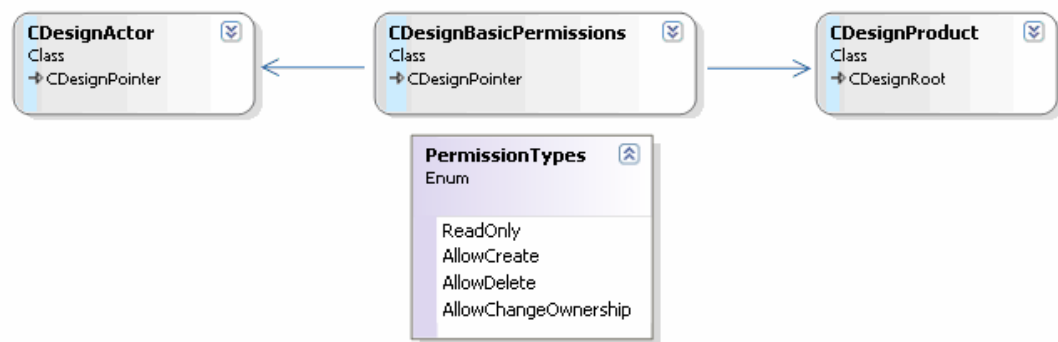 CDesignActor
Class
CDesignPointer
CDesignBasicPermissions
Class
CDesignPointer
CDesignProduct
Class
CDesignRoot
PermissionTypes
Enum
ReadOnly
AllowCreate
AllowDelete
AllowChangeOwnership